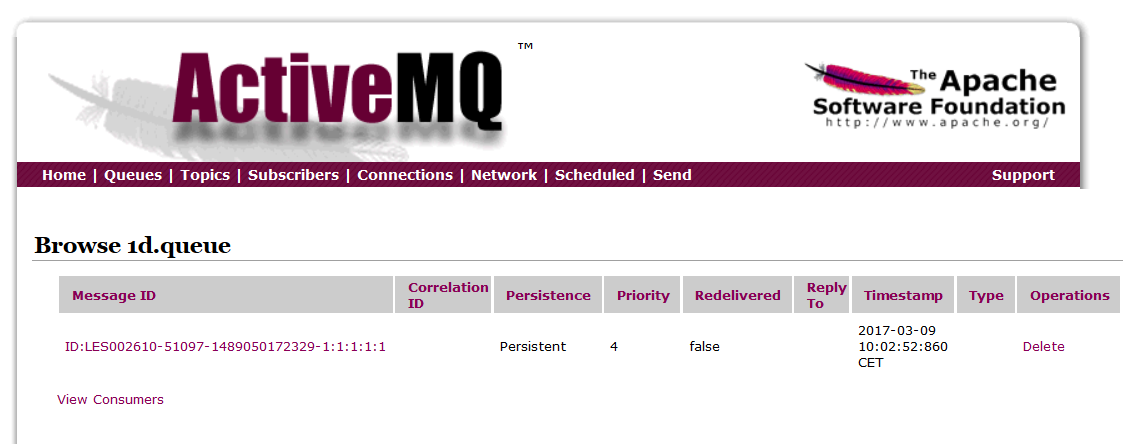 ActiveMQ ™
The Apache
Software Foundation
http://www.apache.org/
Home | Queues | Topics | Subscribers | Connections | Network | Scheduled | Send Support
Browse 1d.queue
Message ID Correlation ID Persistence Priority Redelivered Reply To Timestamp Type Operations
ID:LES002610-51097-1489050172329-1:1:1:1:1 Persistent 4 false 2017-03-09 10:02:52:860 CET Delete
View Consumers